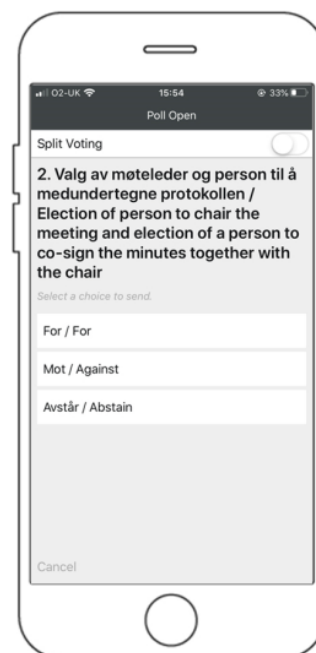 O2-UK 15:54 33%
Poll Open
Split Voting
2. Valg av møteleder og person til å
medundertegne protokollen /
Election of person to chair the
meeting and election of a person to
co-sign the minutes together with
the chair
Select a choice to send.
For / For
Mot / Against
Avstår / Abstain
Cancel